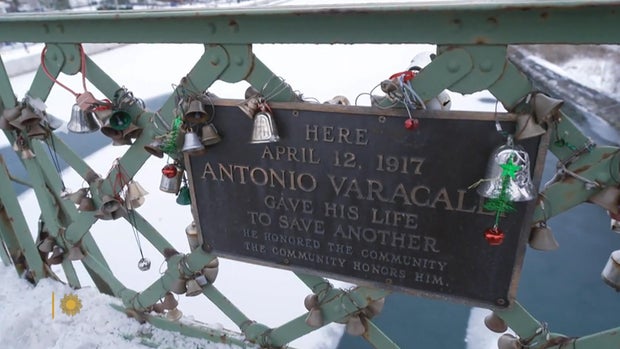 HERE
APRIL 12, 1917
ANTONIO VARACALL
GAVE HIS LIFE
TO SAVE ANOTHER
HE HONORED THE COMMUNITY
THE COMMUNITY HONORS HIM.